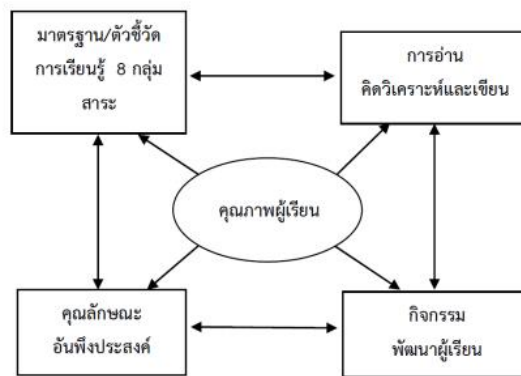 มาตรฐาน/ตัวชี้วัด
การเรียนรู้ 8 กลุ่ม
สาระ
การอ่าน
คิดวิเคราะห์และเขียน
คุณภาพผู้เรียน
คุณลักษณะ
อันพึงประสงค์
กิจกรรม
พัฒนาผู้เรียน